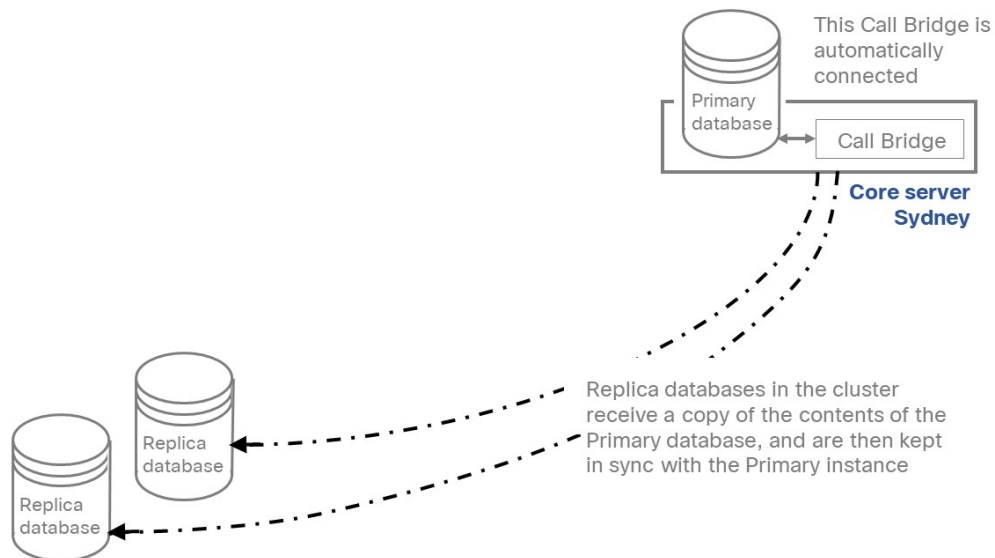 This Call Bridge is
automatically
connected
Primary
database
Call Bridge
Core server
Sydney
Replica databases in the cluster
receive a copy of the contents of the
Primary database, and are then kept
in sync with the Primary instance
Replica
database
Replica
database